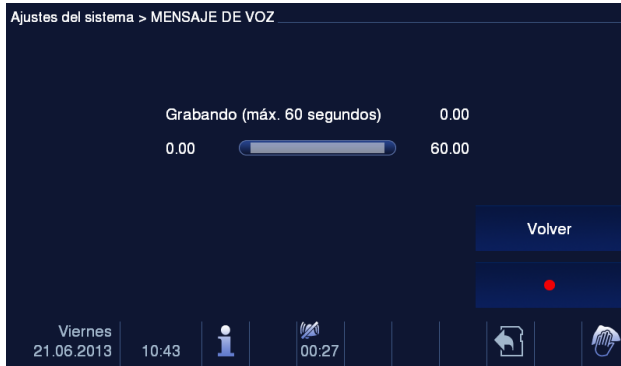 Ajustes del sistema > MENSAJE DE VOZ
Grabando (máx. 60 segundos) 0.00
0.00 60.00
Volver
Viernes
21.06.2013 10:43 00:27